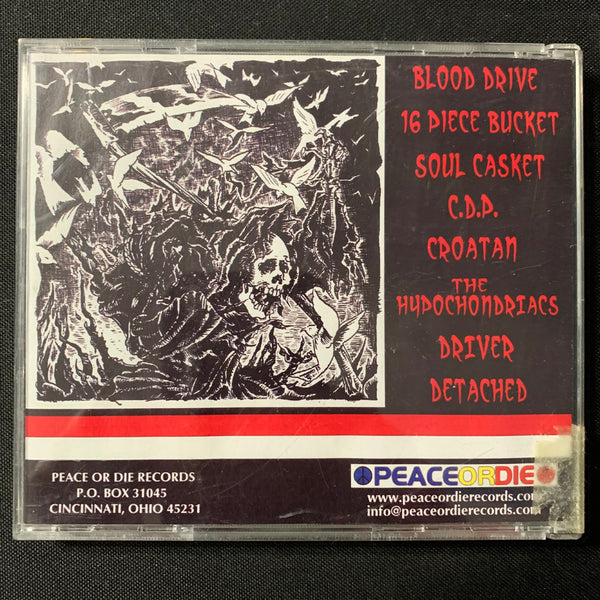 BLOOD DRIVE
16 PIECE BUCKET
SOUL CASKET
C.D.P.
CROATAN
THE
HYPOCHONDRIACS
DRIVER
DETACHED
PEACE OR DIE RECORDS
P.O. BOX 31045
CINCINNATI, OHIO 45231
PEACEORDIE
www.peaceordierecords.com
info@peaceordierecords.com